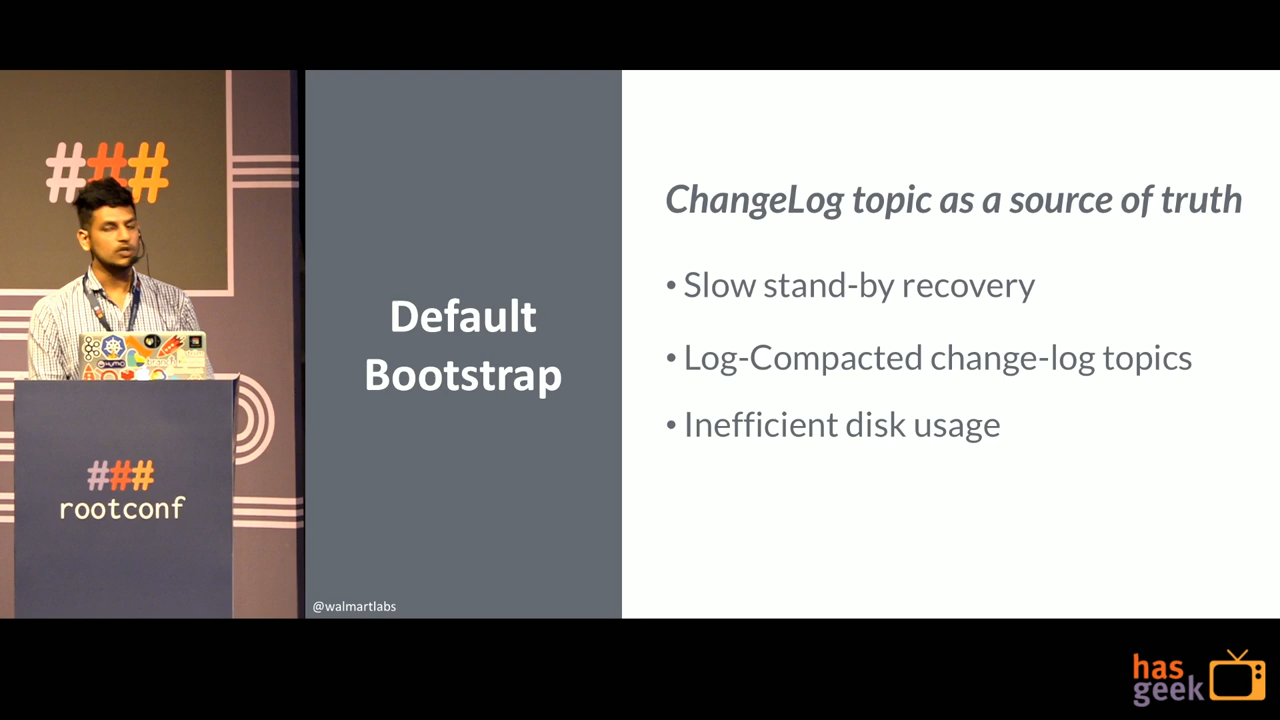 ###
###
rootconf
Default
Bootstrap
@walmartlabs
ChangeLog topic as a source of truth
• Slow stand-by recovery
• Log-Compacted change-log topics
• Inefficient disk usage
has
geek